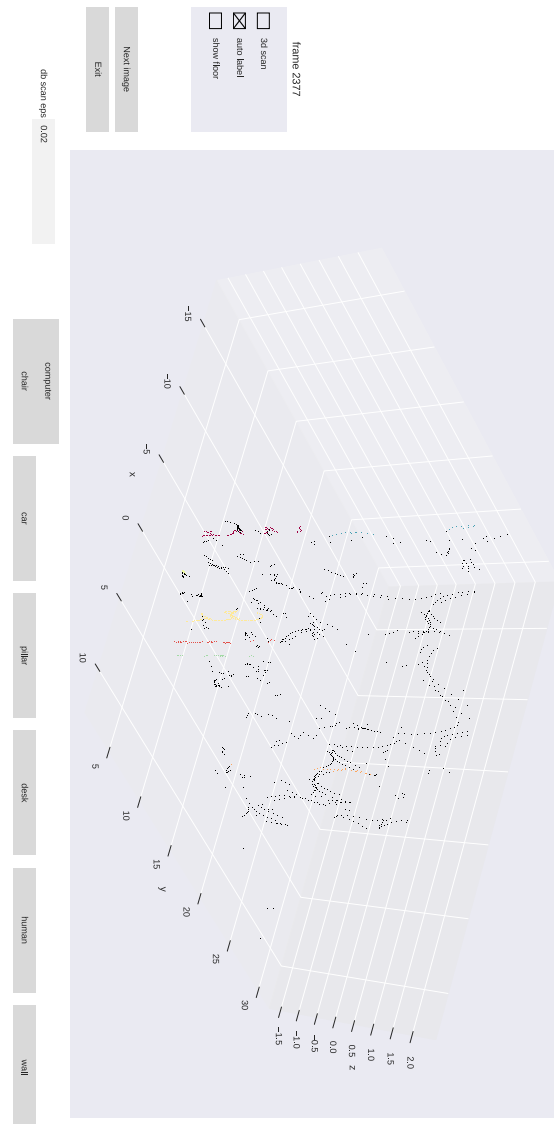 frame 2377
3d scan
auto label
show floor
Next image
Exit
db scan eps 0.02
−15
−10
−5
x
0
5
10
5
10
15
y
20
25
30
−1.5
−1.0
−0.5
0.0
0.5
z
1.0
1.5
2.0
computer
chair
car
pillar
desk
human
wall